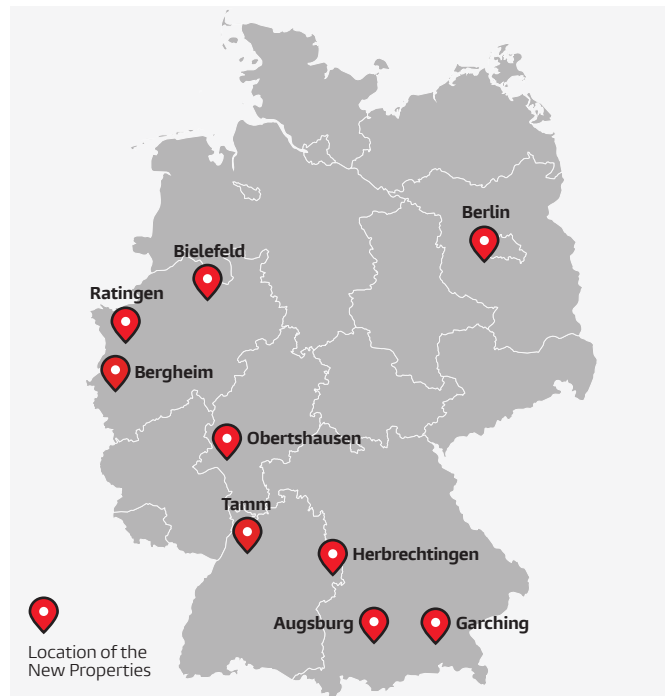 Berlin
Bielefeld
Ratingen
Bergheim
Obertshausen
Tamm
Herbrechtingen
Augsburg
Garching
Location of the
New Properties